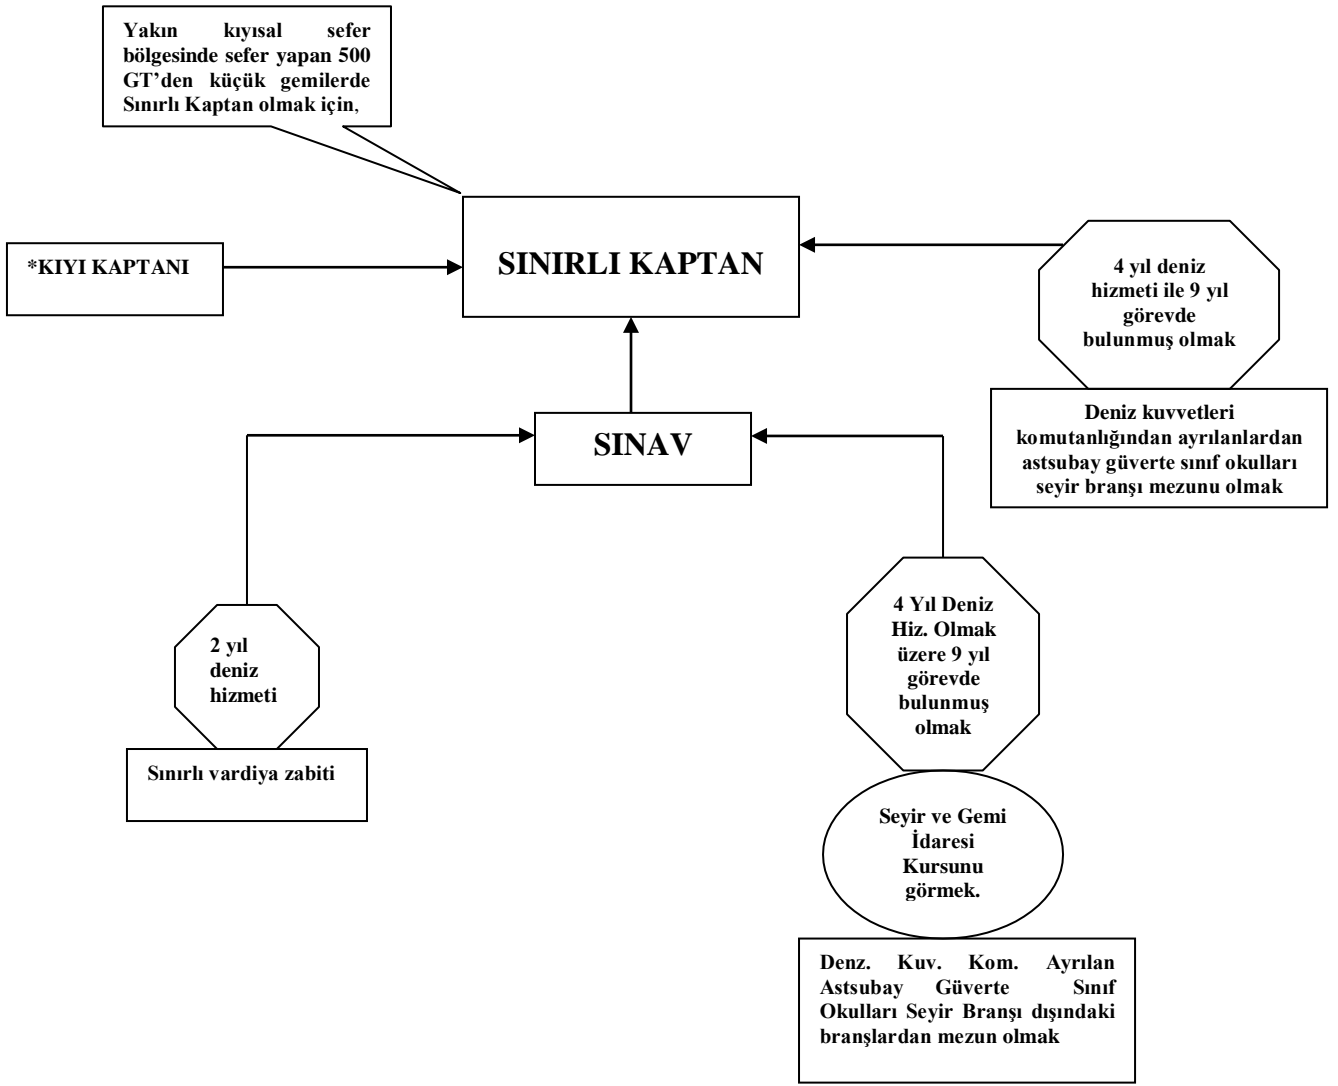 Yakın kıyısal sefer
bölgesinde sefer yapan 500
GT’den küçük gemilerde
Sınırlı Kaptan olmak için,
*KIYI KAPTANI
SINIRLI KAPTAN
4 yıl deniz
hizmeti ile 9 yıl
görevde
bulunmuş olmak
Deniz kuvvetleri
komutanlığından ayrılanlardan
astsubay güverte sınıf okulları
seyir branşı mezunu olmak
SINAV
2 yıl
deniz
hizmeti
Sınırlı vardiya zabiti
4 Yıl Deniz
Hiz. Olmak
üzere 9 yıl
görevde
bulunmuş
olmak
Seyir ve Gemi
İdaresi
Kursunu
görmek.
Denz. Kuv. Kom. Ayrılan
Astsubay Güverte Sınıf
Okulları Seyir Branşı dışındaki
branşlardan mezun olmak